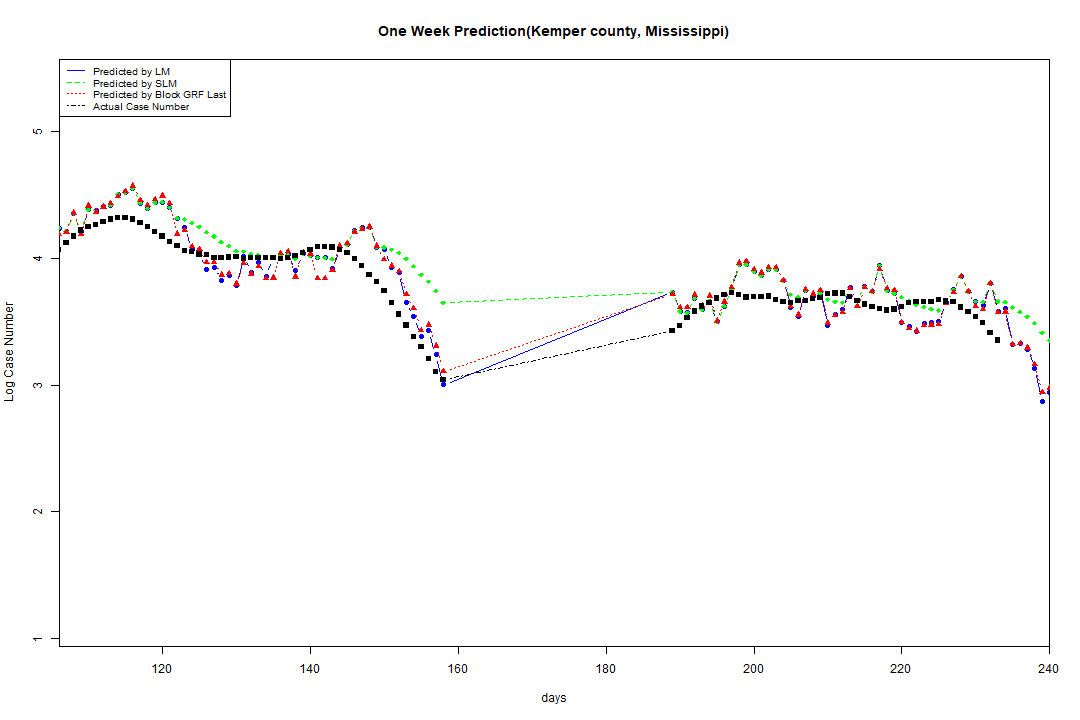 One Week Prediction(Kemper county, Mississippi)
Predicted by LM
Predicted by SLM
Predicted by Block GRF Last
Actual Case Number
5
4
3
2
1
Log Case Number
120 140 160 180 200 220 240
days